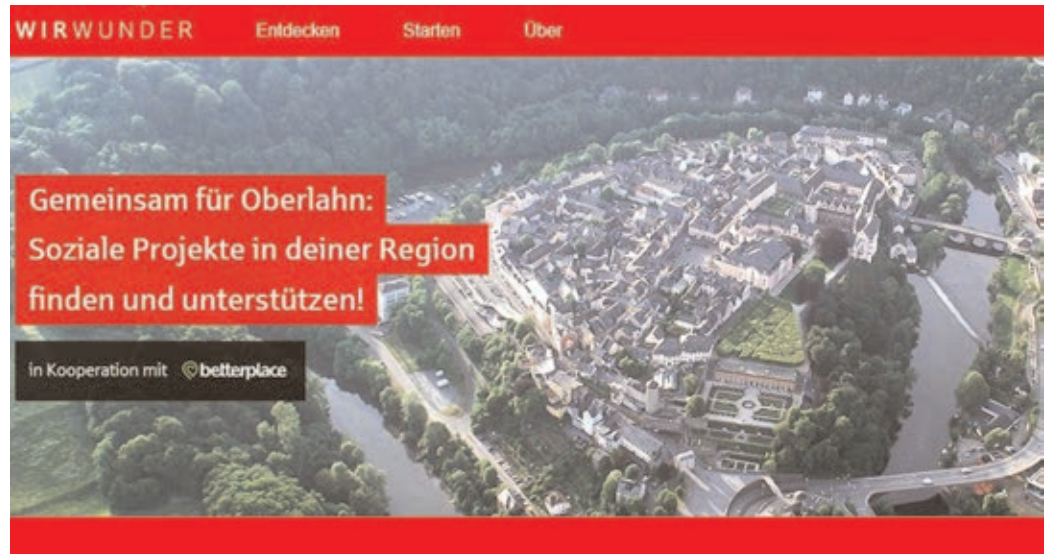 WIRWUNDER Entdecken Starten Über
Gemeinsam für Oberlahn:
Soziale Projekte in deiner Region
finden und unterstützen!
in Kooperation mit betterplace